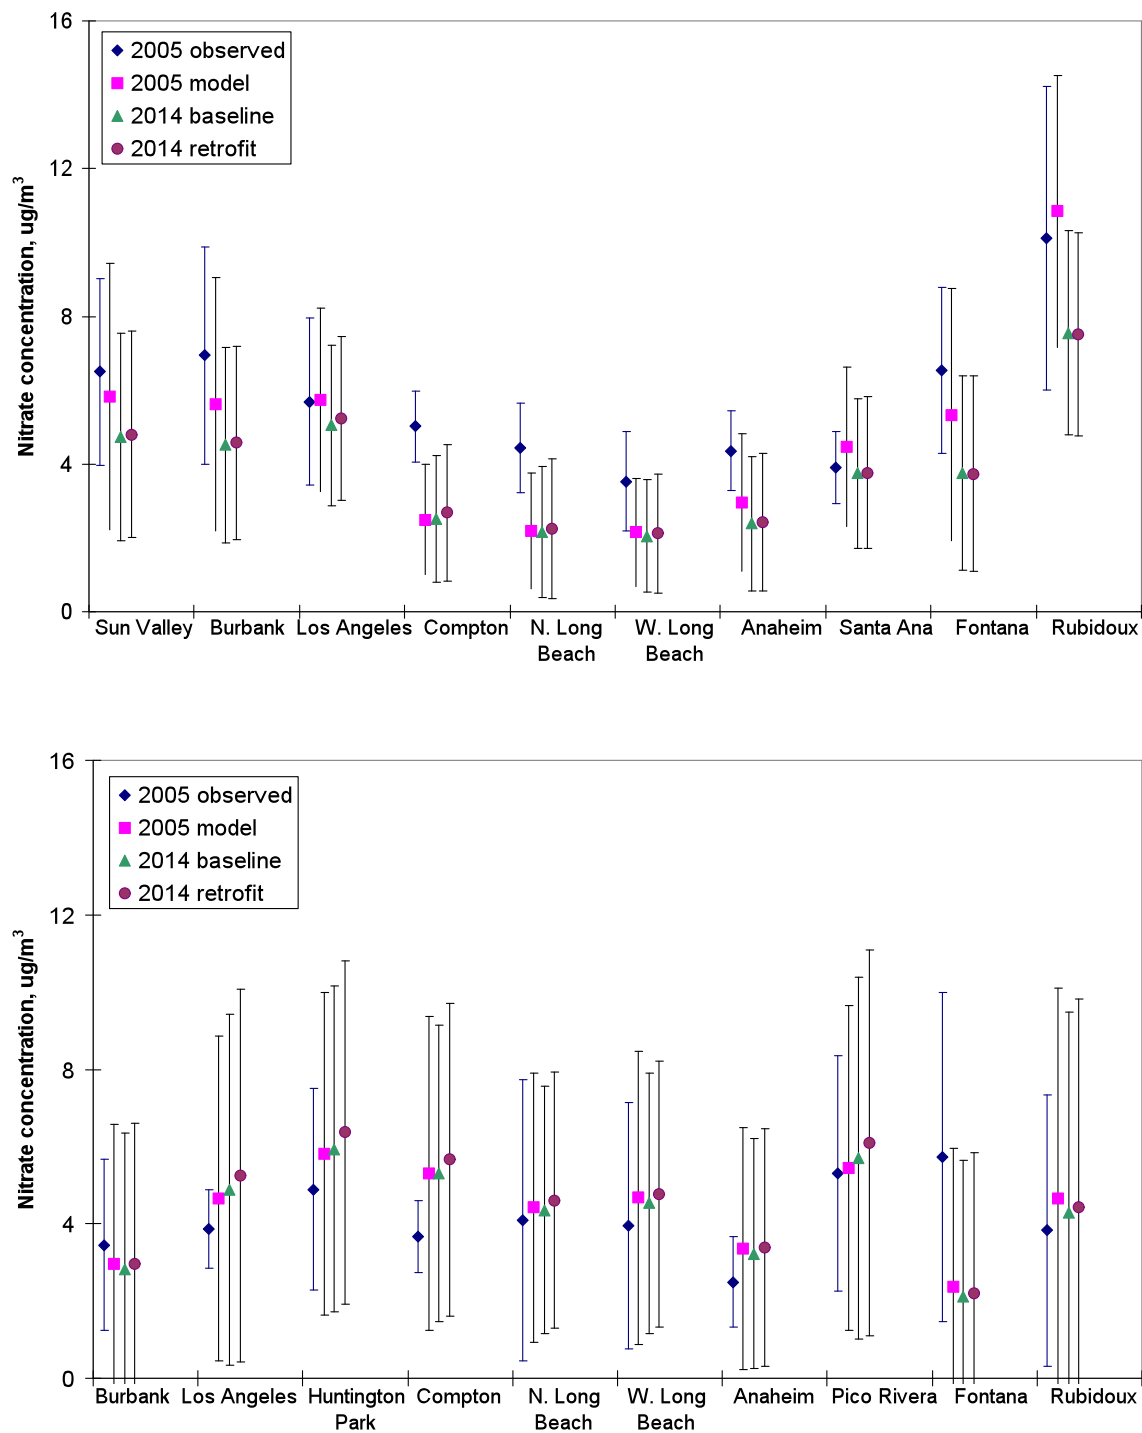 16
12
8
4
0
Nitrate concentration, ug/m³
2005 observed
2005 model
2014 baseline
2014 retrofit
Sun Valley
Burbank
Los Angeles
Compton
N. Long
Beach
W. Long
Beach
Anaheim
Santa Ana
Fontana
Rubidoux
16
12
8
4
0
Nitrate concentration, ug/m³
2005 observed
2005 model
2014 baseline
2014 retrofit
Burbank
Los Angeles
Huntington
Park
Compton
N. Long
Beach
W. Long
Beach
Anaheim
Pico Rivera
Fontana
Rubidoux